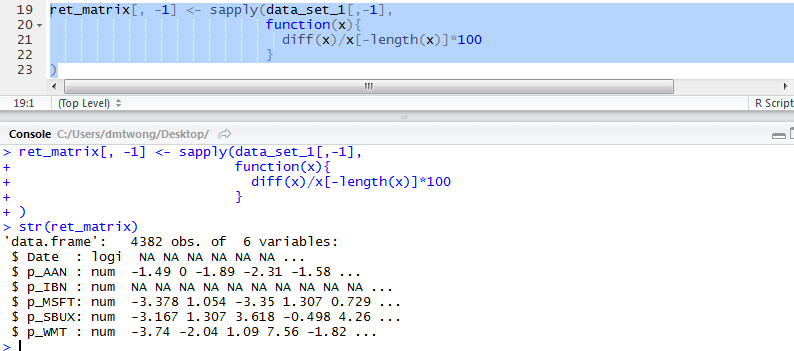 19 ret_matrix[, -1] <- sapply(data_set_1[,-1],
20 function(x){
21 diff(x)/x[-length(x)]*100
22 }
23 )
19:1 (Top Level) R Script
Console C:/Users/dmtwong/Desktop/
> ret_matrix[, -1] <- sapply(data_set_1[,-1],
+ function(x){
+ diff(x)/x[-length(x)]*100
+ }
+ )
> str(ret_matrix)
'data.frame': 4382 obs. of 6 variables:
$ Date : logi NA NA NA NA NA NA ...
$ p_AAN : num -1.49 0 -1.89 -2.31 -1.58 ...
$ p_IBN : num NA NA NA NA NA NA NA NA NA NA ...
$ p_MSFT: num -3.378 1.054 -3.35 1.307 0.729 ...
$ p_SBUX: num -3.167 1.307 3.618 -0.498 4.26 ...
$ p_WMT : num -3.74 -2.04 1.09 7.56 -1.82 ...
>